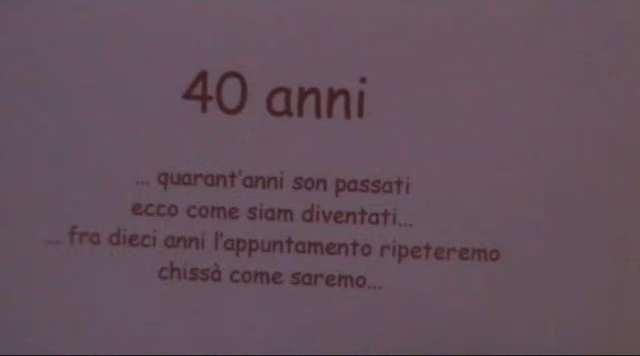 40 anni
... quarant'anni son passati
ecco come siam diventati...
... fra dieci anni l'appuntamento ripeteremo
chissà come saremo...